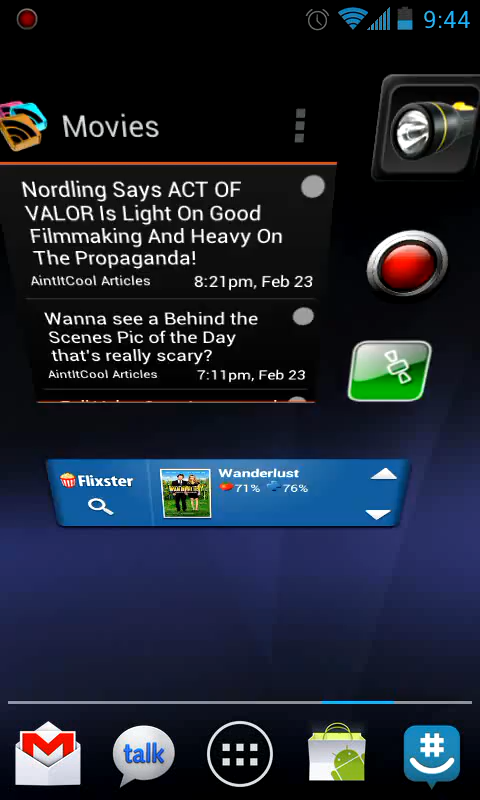 9:44
Movies
Nordling Says ACT OF
VALOR Is Light On Good
Filmmaking And Heavy On
The Propaganda!
AintItCool Articles 8:21pm, Feb 23
Wanna see a Behind the
Scenes Pic of the Day
that's really scary?
AintItCool Articles 7:11pm, Feb 23
Flixster
Wanderlust
71% 76%
talk
#